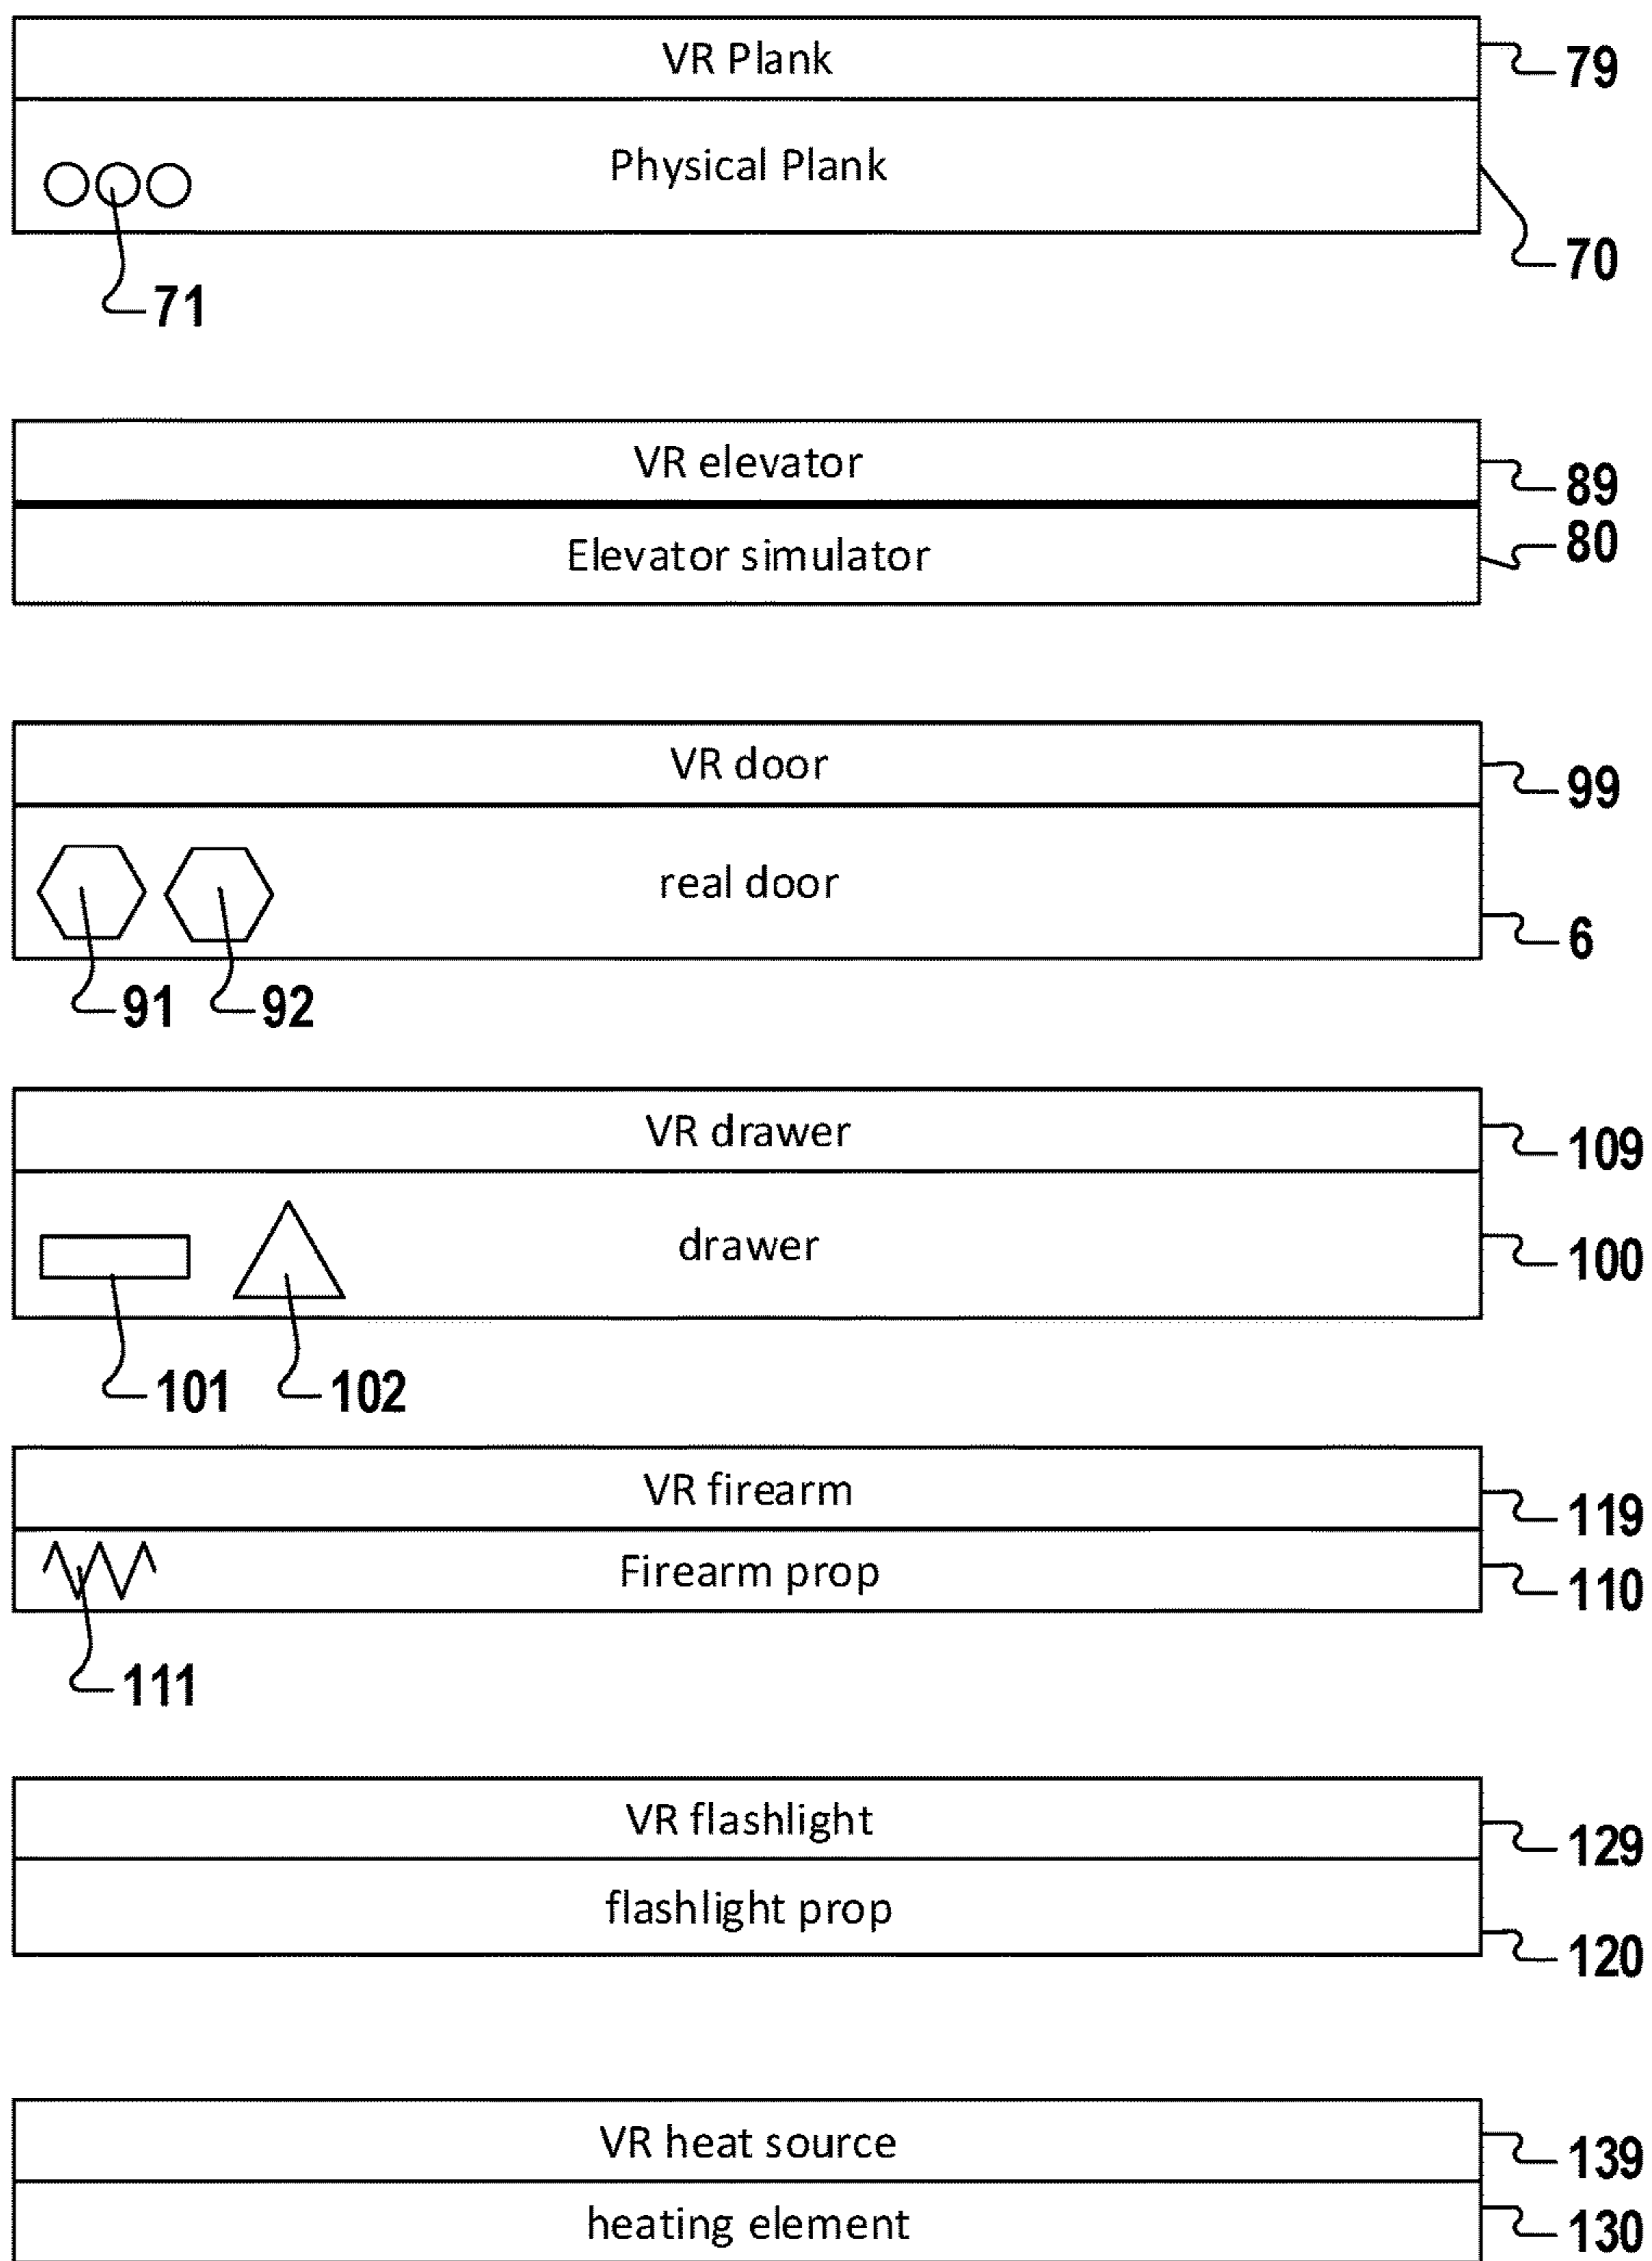 VR Plank
79
Physical Plank
70
71
VR elevator
89
Elevator simulator
80
VR door
99
real door
6
91 92
VR drawer
109
drawer
100
101 102
VR firearm
119
Firearm prop
110
111
VR flashlight
129
flashlight prop
120
VR heat source
139
heating element
130